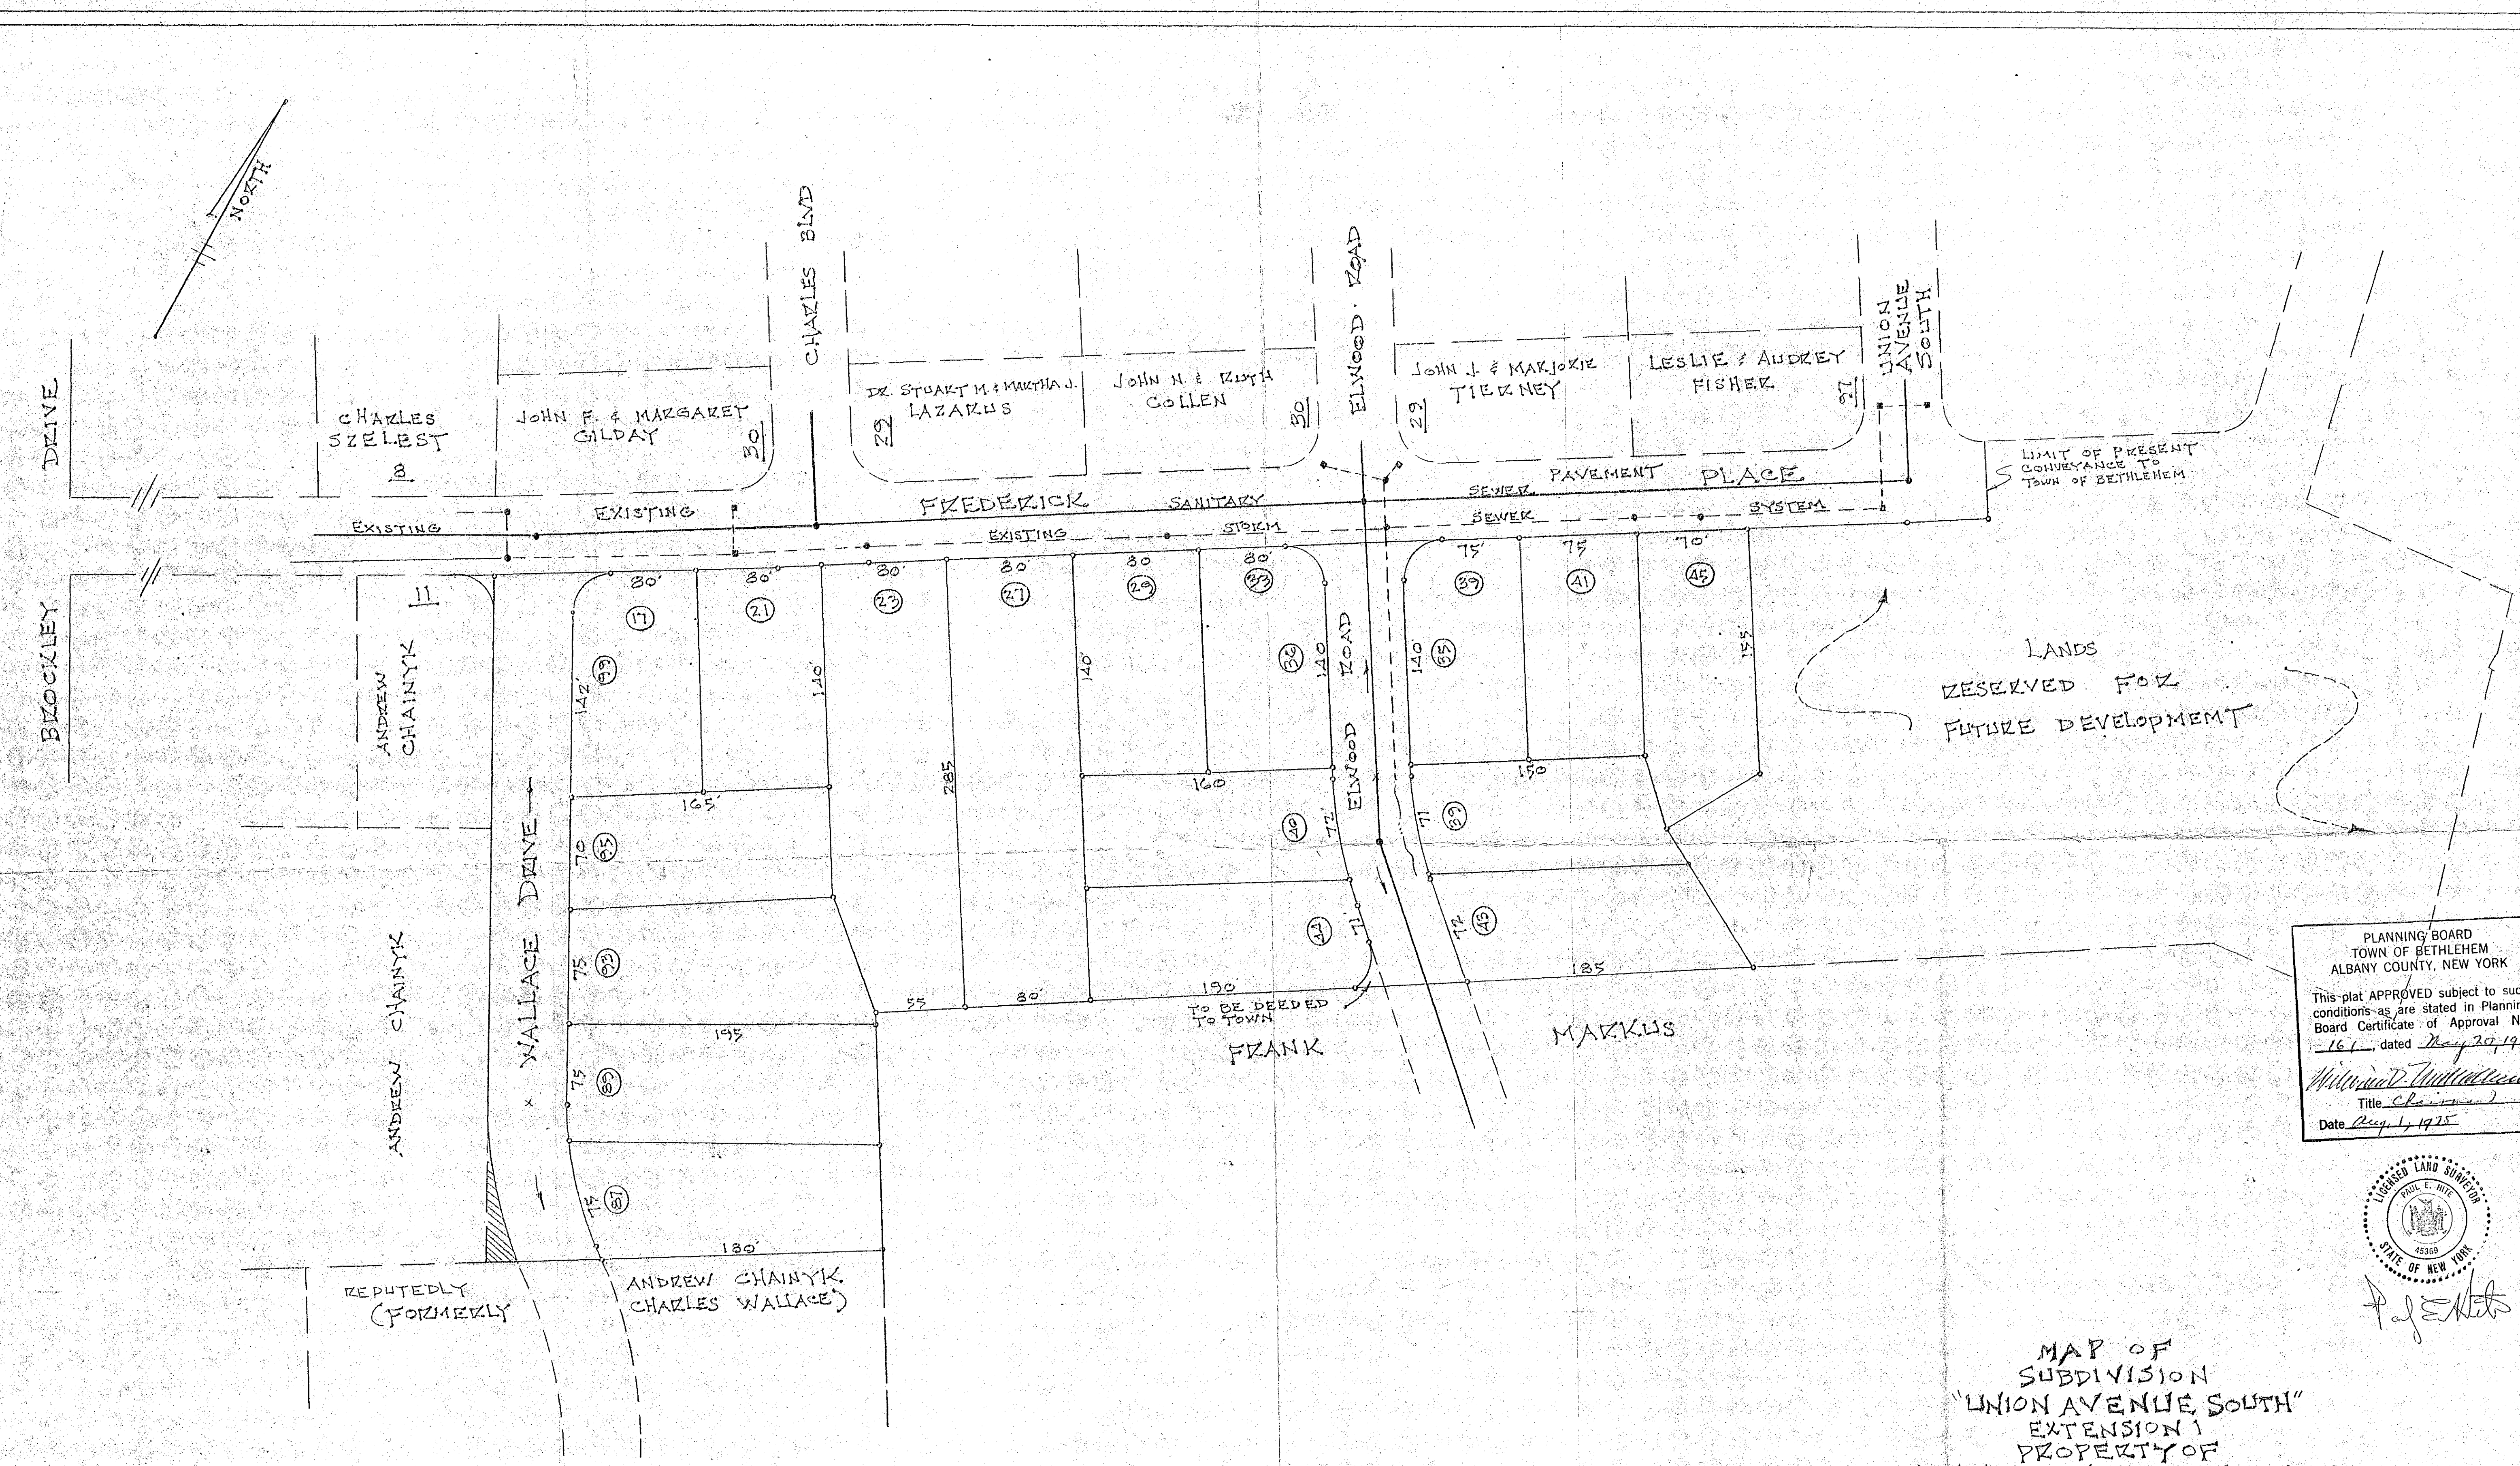 NORTH
CHARLES BLVD
ELWOOD ROAD
UNION
AVENUE
SOUTH
BROCKLEY DRIVE
CHARLES
SZELEST
8
JOHN F. & MARGARET
GILDAY
30
DR. STUART M. & MARTHA J.
LAZARUS
29
JOHN N. & RUTH
COLLEN
30
JOHN J. & MARJORIE
TIERNEY
29
LESLIE & AUDREY
FISHER
27
LIMIT OF PRESENT
CONVEYANCE TO
TOWN OF BETHLEHEM
FREDERICK PLACE
PAVEMENT
EXISTING EXISTING SANITARY SEWER
EXISTING STORM SEWER SYSTEM
11
ANDREW
CHAINYK
80' 80' 80' 80' 80 80' 75' 75 70'
17 21 23 27 29 33 39 41 45
142' 99 140' 285 140' 36 140 140' 35 155'
ELWOOD ROAD
LANDS
RESERVED FOR
FUTURE DEVELOPMEMT
165' 160 150
WALLACE DRIVE
70 95
40 72' 71 39
75 93
44 71' 72 43
ANDREW CHAINYK
55 80' 190 185
TO BE DEEDED
TO TOWN
FRANK MARKUS
195
75 89
75 87
180'
REPUTEDLY ANDREW CHAINYK
(FORMERLY CHARLES WALLACE)
PLANNING BOARD
TOWN OF BETHLEHEM
ALBANY COUNTY, NEW YORK
This plat APPROVED subject to suc
conditions as are stated in Plannin
Board Certificate of Approval N
161, dated May 20, 19
Title Chairman
Date Aug. 1, 1975
LICENSED LAND SURVEYOR
PAUL E. HITE
45369
STATE OF NEW YORK
Paul E Hite
MAP OF
SUBDIVISION
"UNION AVENUE SOUTH"
EXTENSION 1
PROPERTY OF